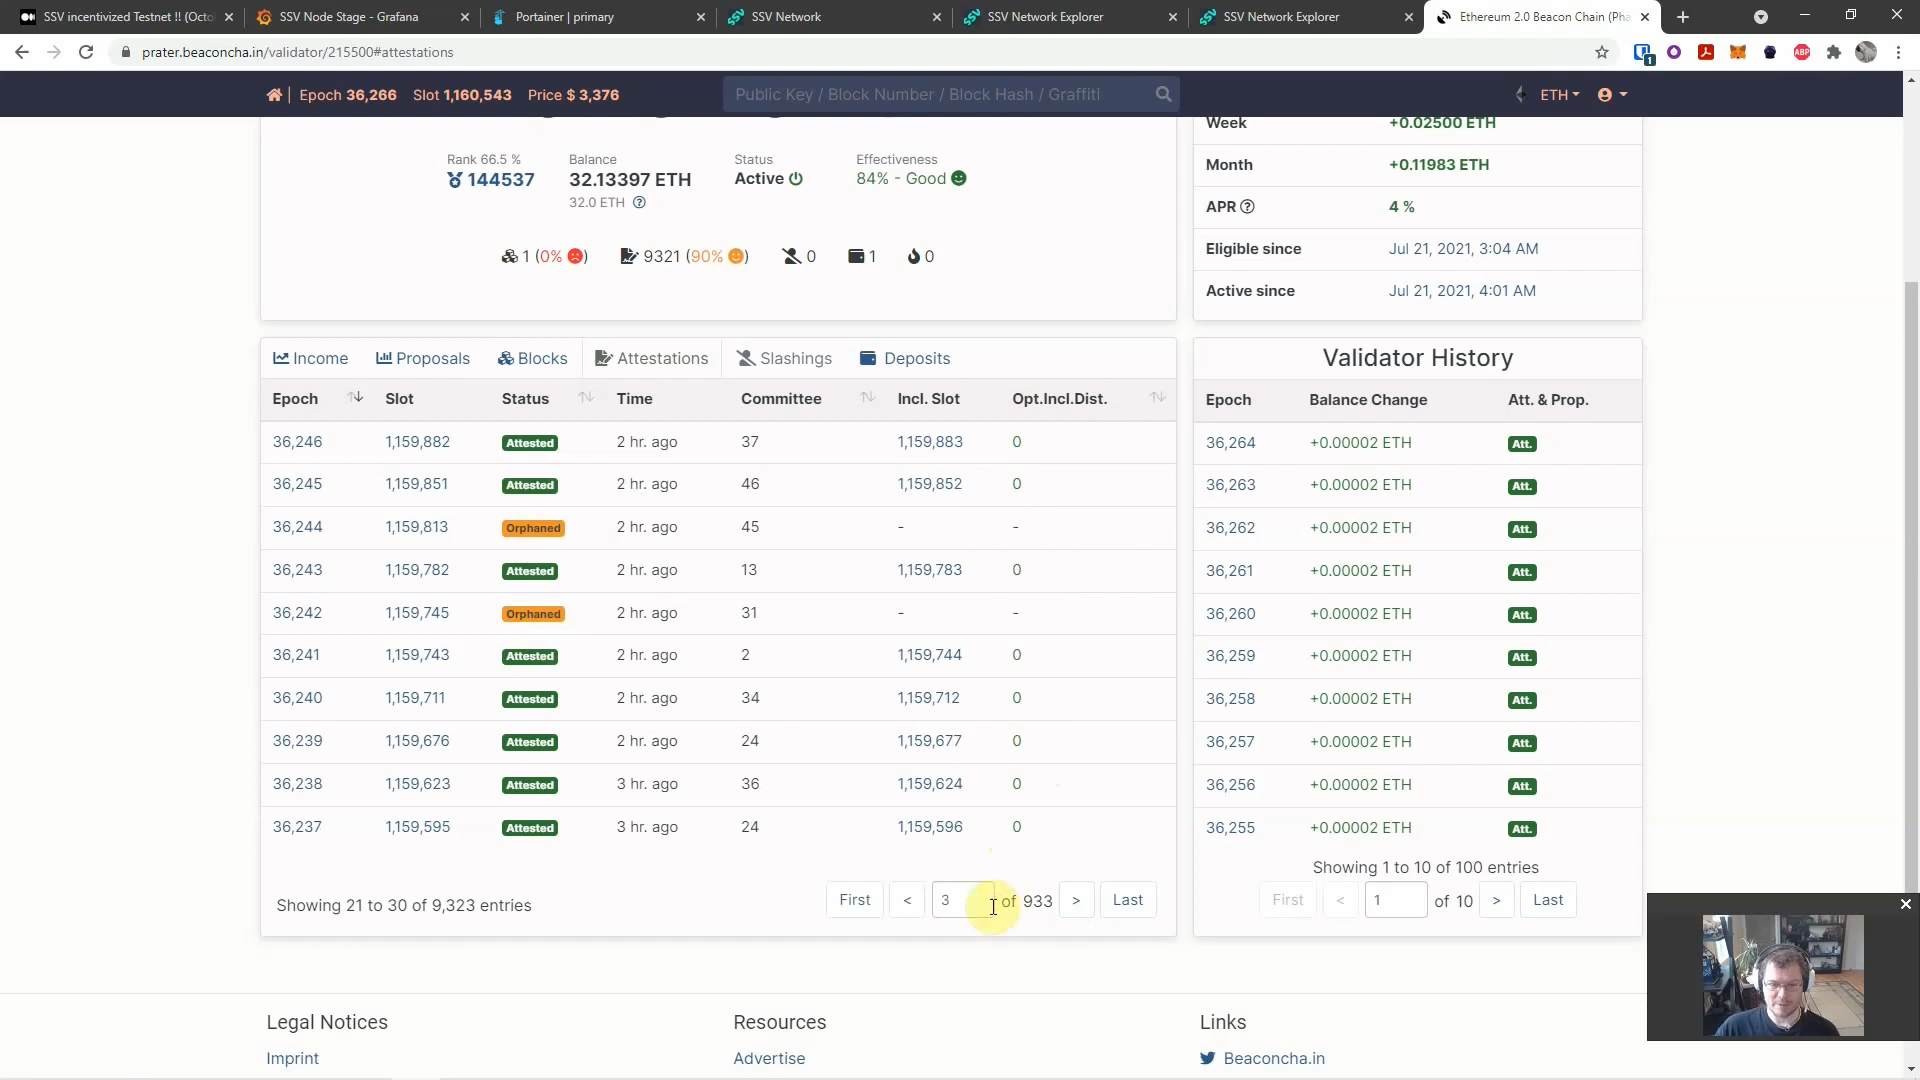 SSV incentivized Testnet !! (Octo
SSV Node Stage - Grafana
Portainer | primary
SSV Network
SSV Network Explorer
SSV Network Explorer
Ethereum 2.0 Beacon Chain (Pha
prater.beaconcha.in/validator/215500#attestations
1
ABP
Epoch 36,266 Slot 1,160,543 Price $ 3,376
Public Key / Block Number / Block Hash / Graffiti
ETH
Rank 66.5 %
144537
Balance
32.13397 ETH
32.0 ETH
Status
Active
Effectiveness
84% - Good
1 (0% ) 9321 (90% ) 0 1 0
Week +0.02500 ETH
Month +0.11983 ETH
APR 4 %
Eligible since Jul 21, 2021, 3:04 AM
Active since Jul 21, 2021, 4:01 AM
Income Proposals Blocks Attestations Slashings Deposits
Epoch Slot Status Time Committee Incl. Slot Opt.Incl.Dist.
36,246 1,159,882 Attested 2 hr. ago 37 1,159,883 0
36,245 1,159,851 Attested 2 hr. ago 46 1,159,852 0
36,244 1,159,813 Orphaned 2 hr. ago 45 - -
36,243 1,159,782 Attested 2 hr. ago 13 1,159,783 0
36,242 1,159,745 Orphaned 2 hr. ago 31 - -
36,241 1,159,743 Attested 2 hr. ago 2 1,159,744 0
36,240 1,159,711 Attested 2 hr. ago 34 1,159,712 0
36,239 1,159,676 Attested 2 hr. ago 24 1,159,677 0
36,238 1,159,623 Attested 3 hr. ago 36 1,159,624 0
36,237 1,159,595 Attested 3 hr. ago 24 1,159,596 0
Showing 21 to 30 of 9,323 entries
First < 3 of 933 > Last
Validator History
Epoch Balance Change Att. & Prop.
36,264 +0.00002 ETH Att.
36,263 +0.00002 ETH Att.
36,262 +0.00002 ETH Att.
36,261 +0.00002 ETH Att.
36,260 +0.00002 ETH Att.
36,259 +0.00002 ETH Att.
36,258 +0.00002 ETH Att.
36,257 +0.00002 ETH Att.
36,256 +0.00002 ETH Att.
36,255 +0.00002 ETH Att.
Showing 1 to 10 of 100 entries
First < 1 of 10 > Last
Legal Notices
Imprint
Resources
Advertise
Links
Beaconcha.in